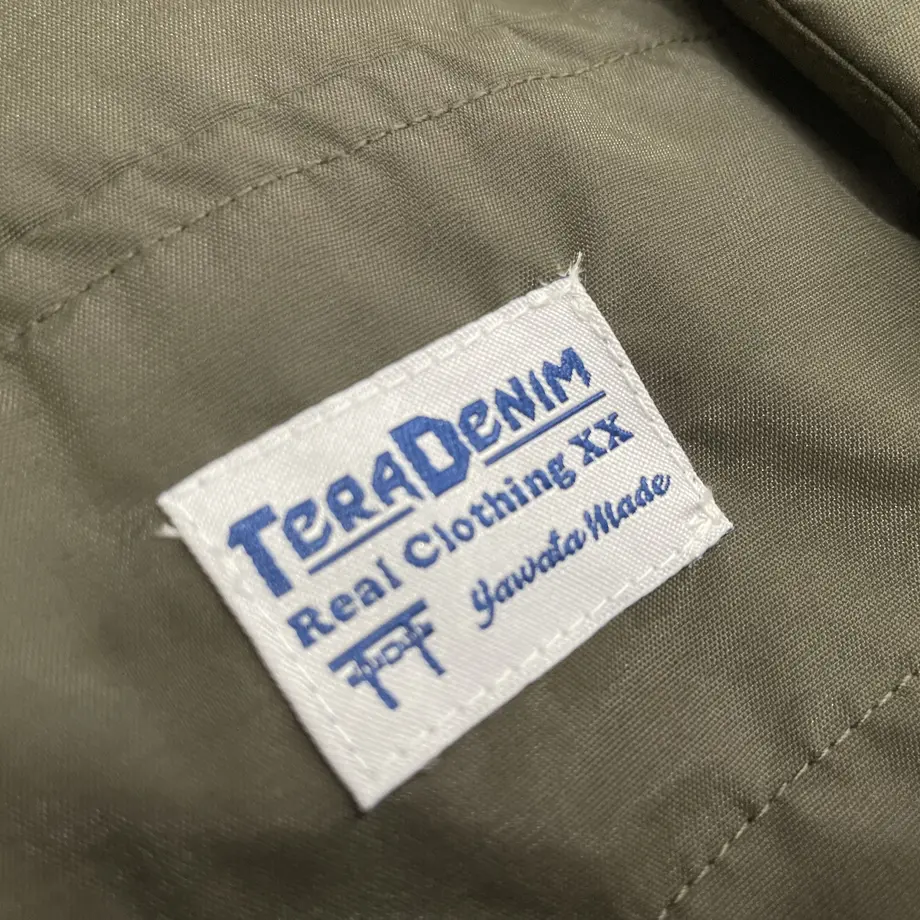 TERADENIM
Real Clothing XX
Yawata Made